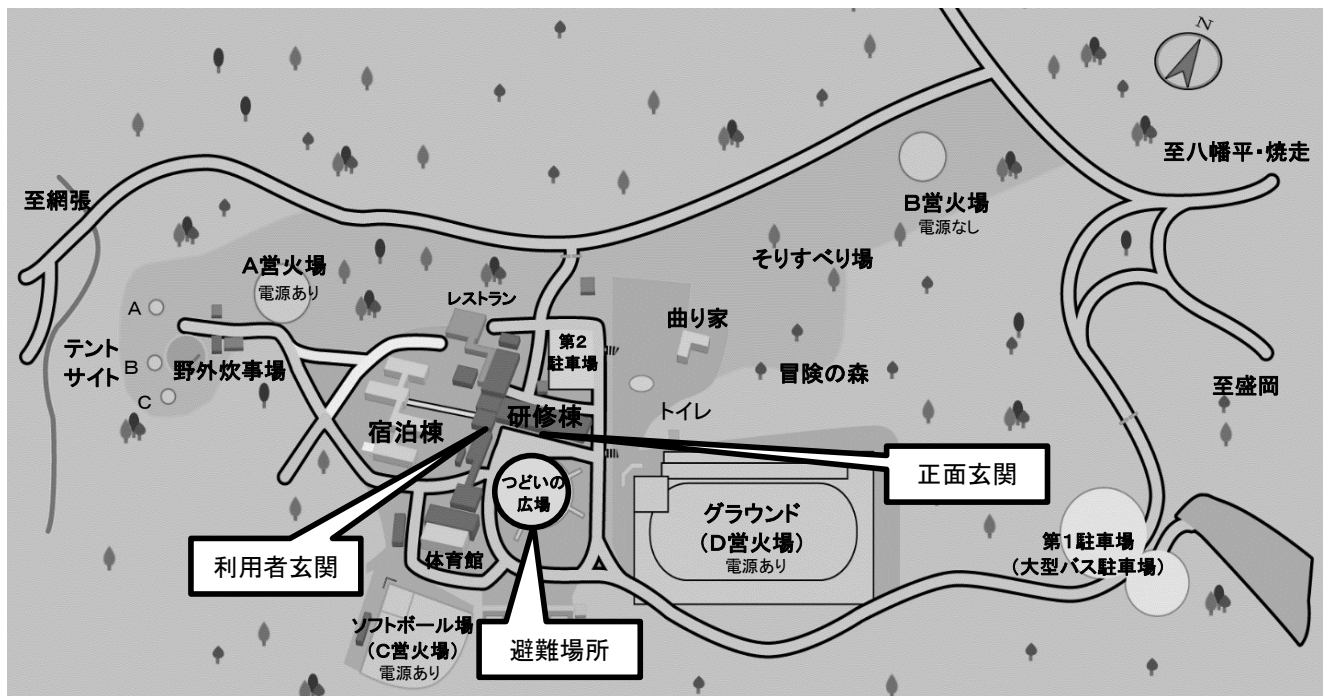 N
至八幡平・焼走
至網張
B営火場
電源なし
A営火場
電源あり
そりすべり場
レストラン
A
曲り家
第2
駐車場
テント
サイト
B
野外炊事場
冒険の森
至盛岡
C
トイレ
宿泊棟
研修棟
正面玄関
つどいの
広場
グラウンド
(D営火場)
電源あり
第1駐車場
(大型バス駐車場)
利用者玄関
体育館
ソフトボール場
(C営火場)
電源あり
避難場所